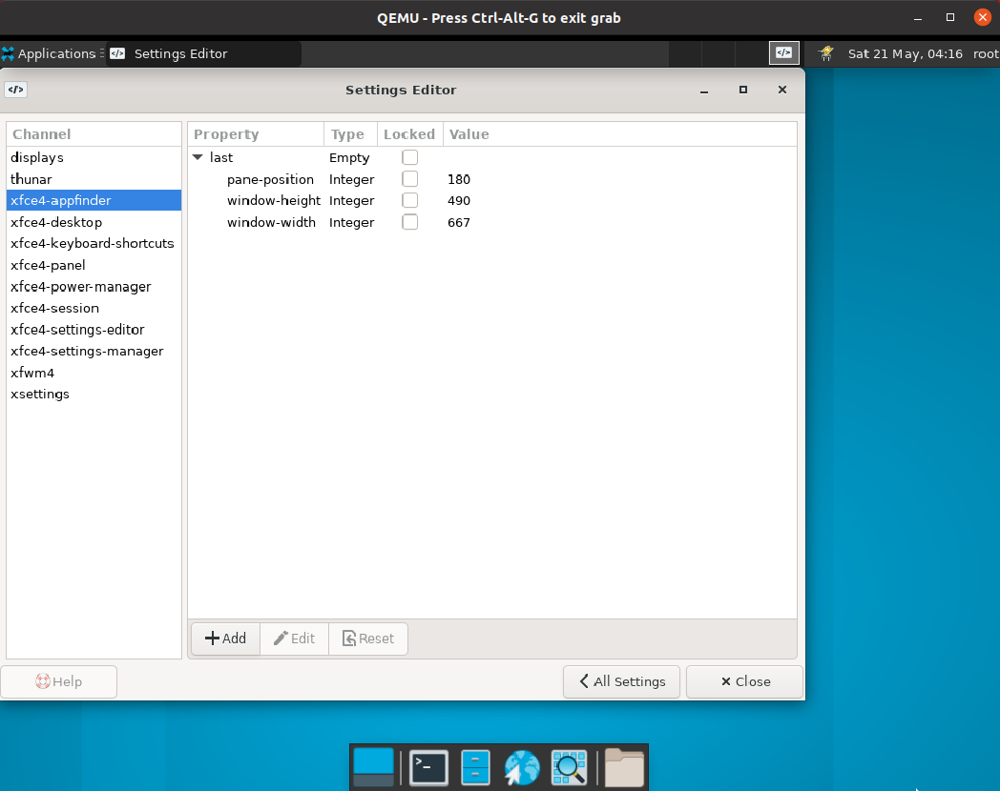 QEMU - Press Ctrl-Alt-G to exit grab
Applications Settings Editor Sat 21 May, 04:16 root
Settings Editor
Channel
displays
thunar
xfce4-appfinder
xfce4-desktop
xfce4-keyboard-shortcuts
xfce4-panel
xfce4-power-manager
xfce4-session
xfce4-settings-editor
xfce4-settings-manager
xfwm4
xsettings
Property Type Locked Value
last Empty
pane-position Integer 180
window-height Integer 490
window-width Integer 667
Add Edit Reset
Help All Settings Close